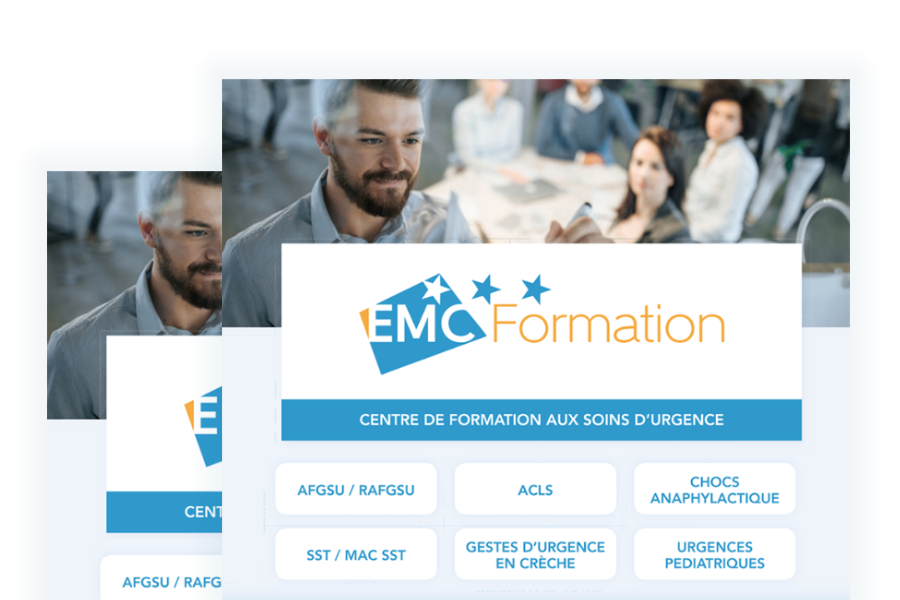 EMC Formation
CENTRE DE FORMATION AUX SOINS D'URGENCE
AFGSU / RAFGSU
ACLS
CHOCS
ANAPHYLACTIQUE
SST / MAC SST
GESTES D'URGENCE
EN CRÈCHE
URGENCES
PEDIATRIQUES
E
CENT
AFGSU / RAFG